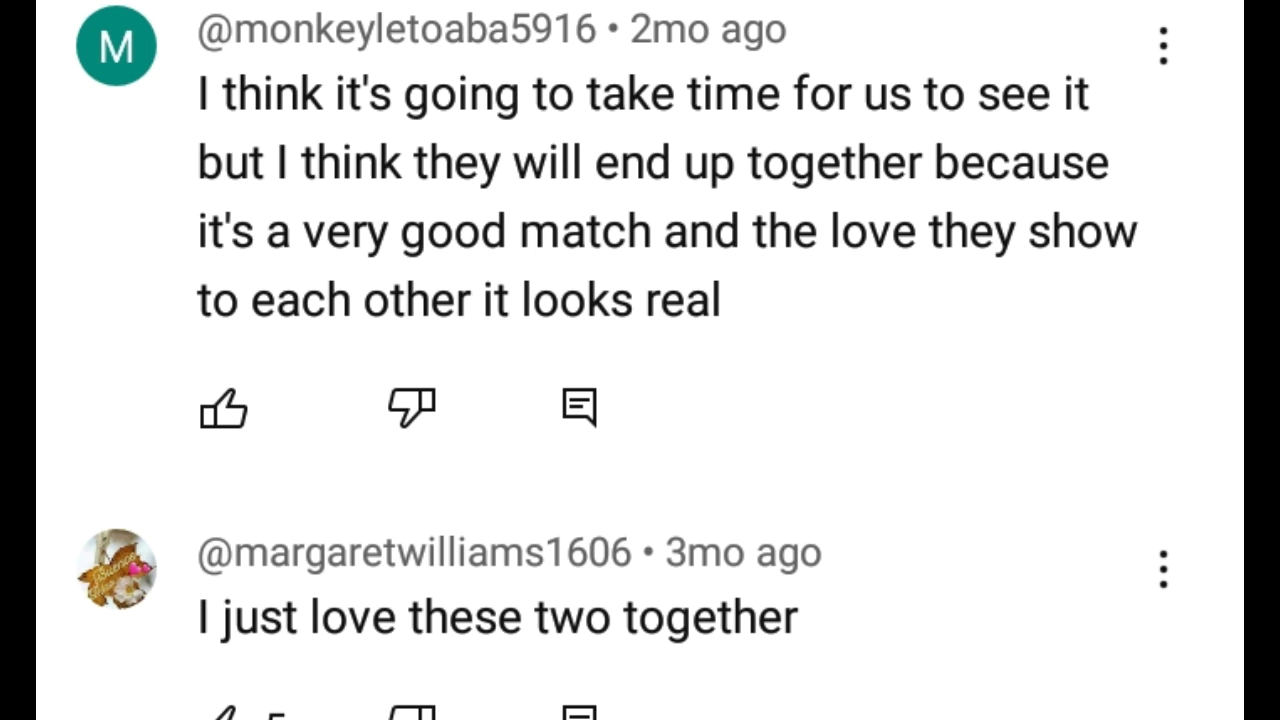 M
@monkeyletoaba5916 • 2mo ago
I think it's going to take time for us to see it
but I think they will end up together because
it's a very good match and the love they show
to each other it looks real
@margaretwilliams1606 • 3mo ago
I just love these two together